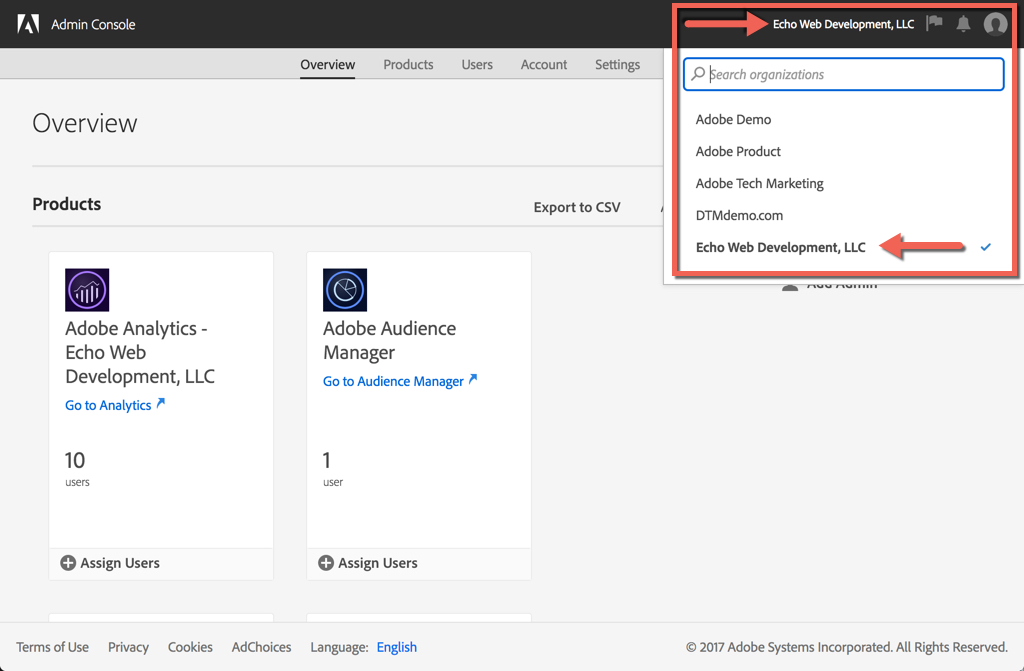 Admin Console
Echo Web Development, LLC
Overview
Products
Users
Account
Settings
Search organizations
Adobe Demo
Adobe Product
Adobe Tech Marketing
DTMdemo.com
Echo Web Development, LLC
Overview
Products
Export to CSV
Add Admin
Adobe Analytics -
Echo Web
Development, LLC
Go to Analytics
10
users
Assign Users
Adobe Audience
Manager
Go to Audience Manager
1
user
Assign Users
Terms of Use
Privacy
Cookies
AdChoices
Language: English
© 2017 Adobe Systems Incorporated. All Rights Reserved.